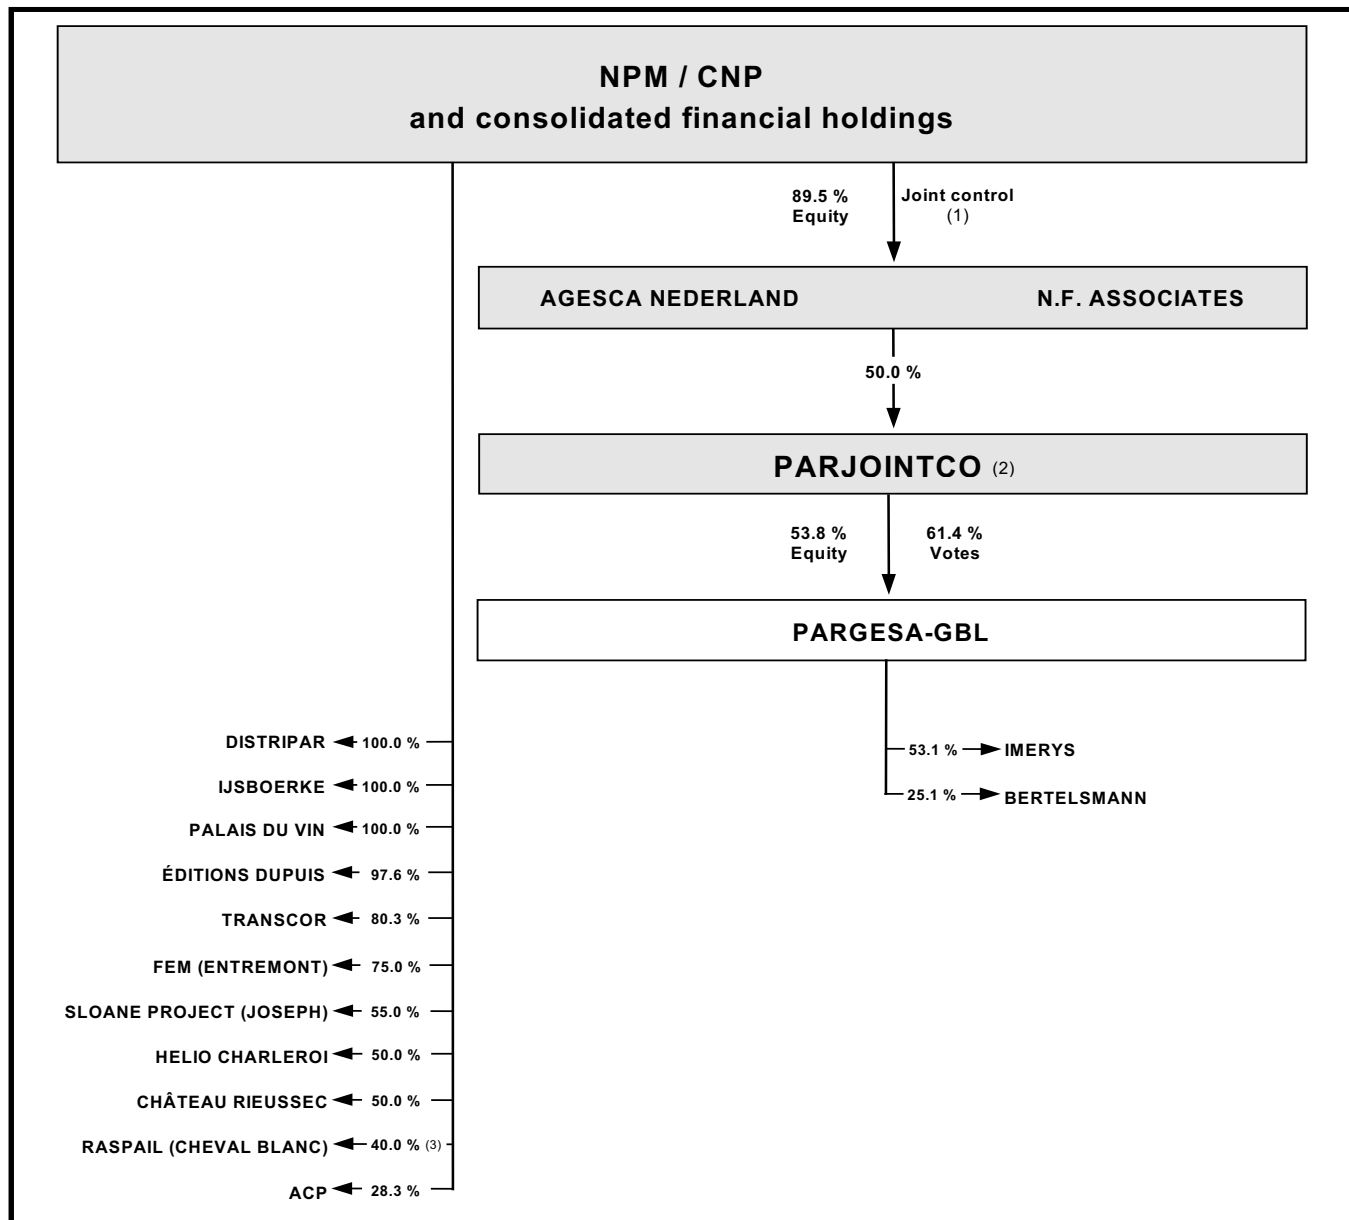 NPM / CNP
and consolidated financial holdings
89.5 %
Equity
Joint control
(1)
AGESCA NEDERLAND
N.F. ASSOCIATES
50.0 %
PARJOINTCO (2)
53.8 %
Equity
61.4 %
Votes
PARGESA-GBL
DISTRIPAR 100.0 %
IJSBOERKE 100.0 %
PALAIS DU VIN 100.0 %
ÉDITIONS DUPUIS 97.6 %
TRANSCOR 80.3 %
FEM (ENTREMONT) 75.0 %
SLOANE PROJECT (JOSEPH) 55.0 %
HELIO CHARLEROI 50.0 %
CHÂTEAU RIEUSSEC 50.0 %
RASPAIL (CHEVAL BLANC) 40.0 % (3)
ACP 28.3 %
53.1 % IMERYS
25.1 % BERTELSMANN